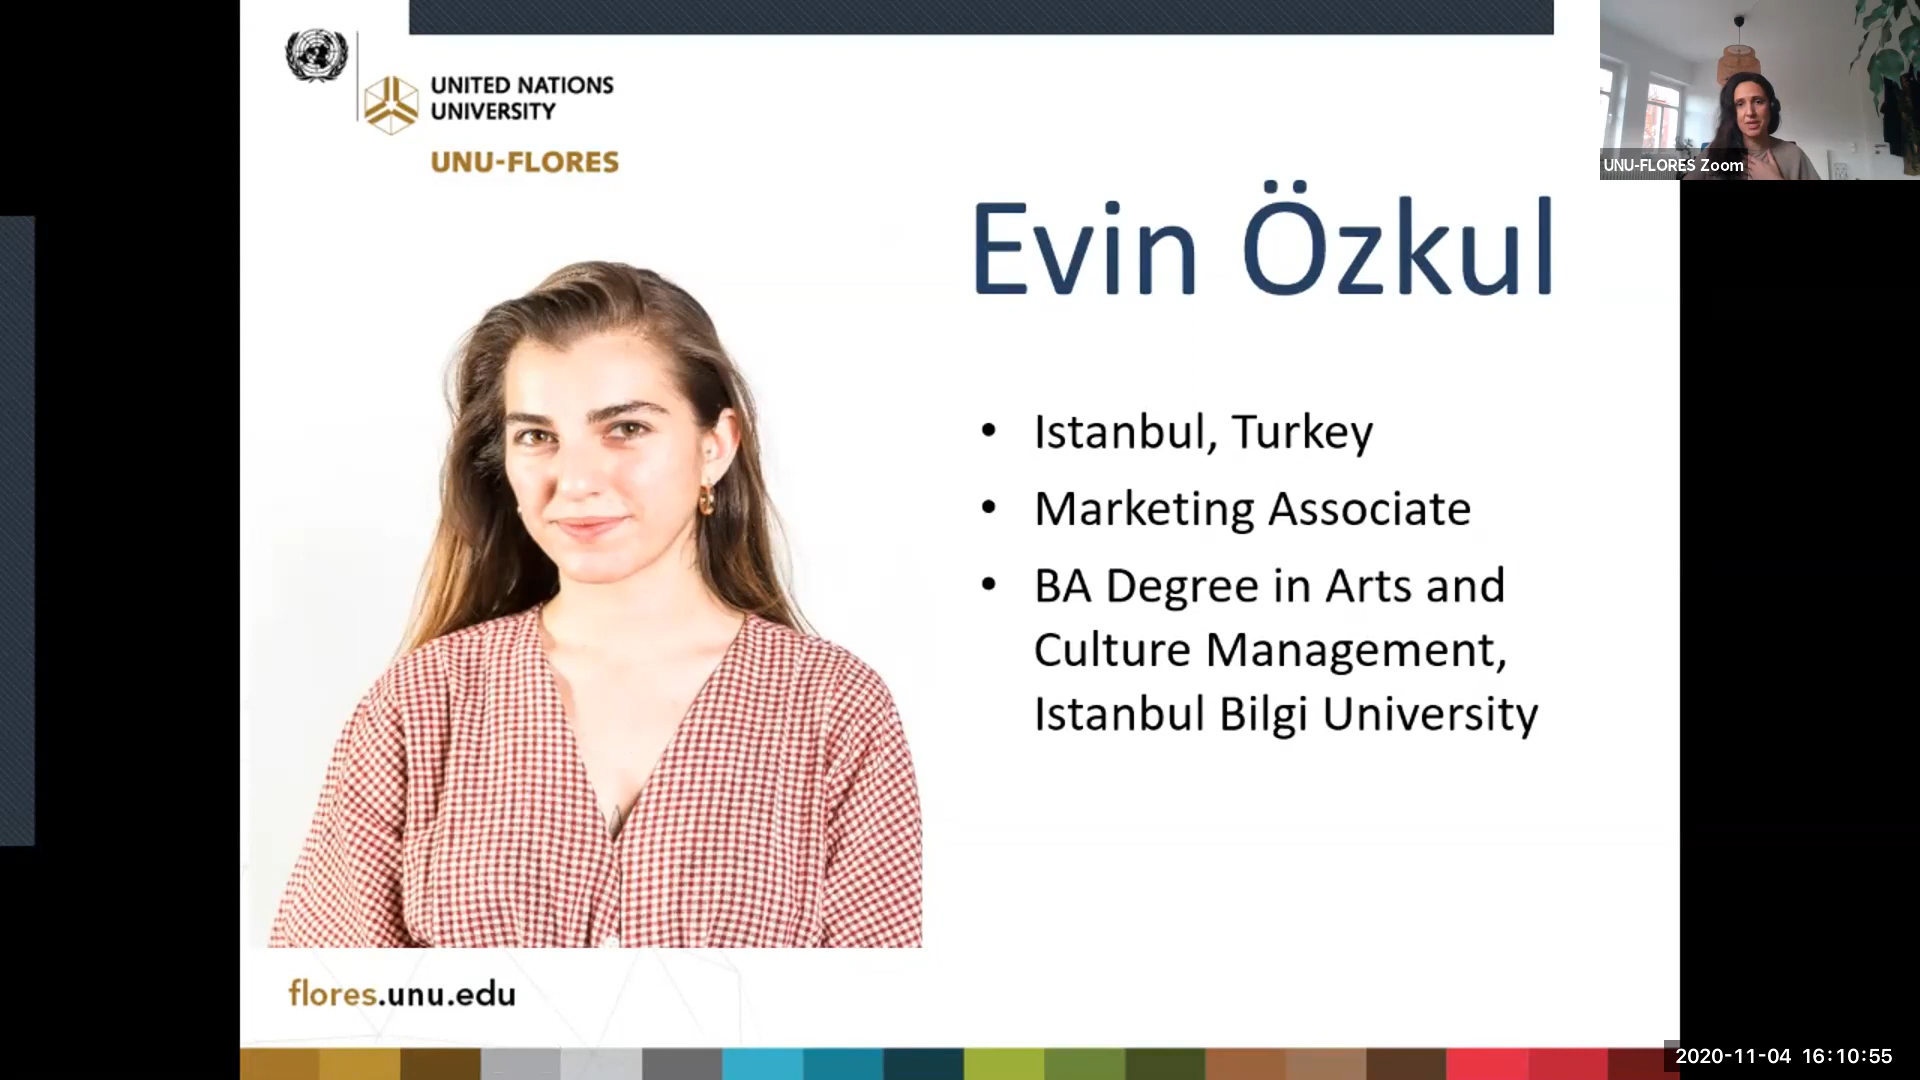 UNITED NATIONS
UNIVERSITY
UNU-FLORES
UNU-FLORES Zoom
Evin Özkul
• Istanbul, Turkey
• Marketing Associate
• BA Degree in Arts and
Culture Management,
Istanbul Bilgi University
flores.unu.edu
2020-11-04 16:10:55